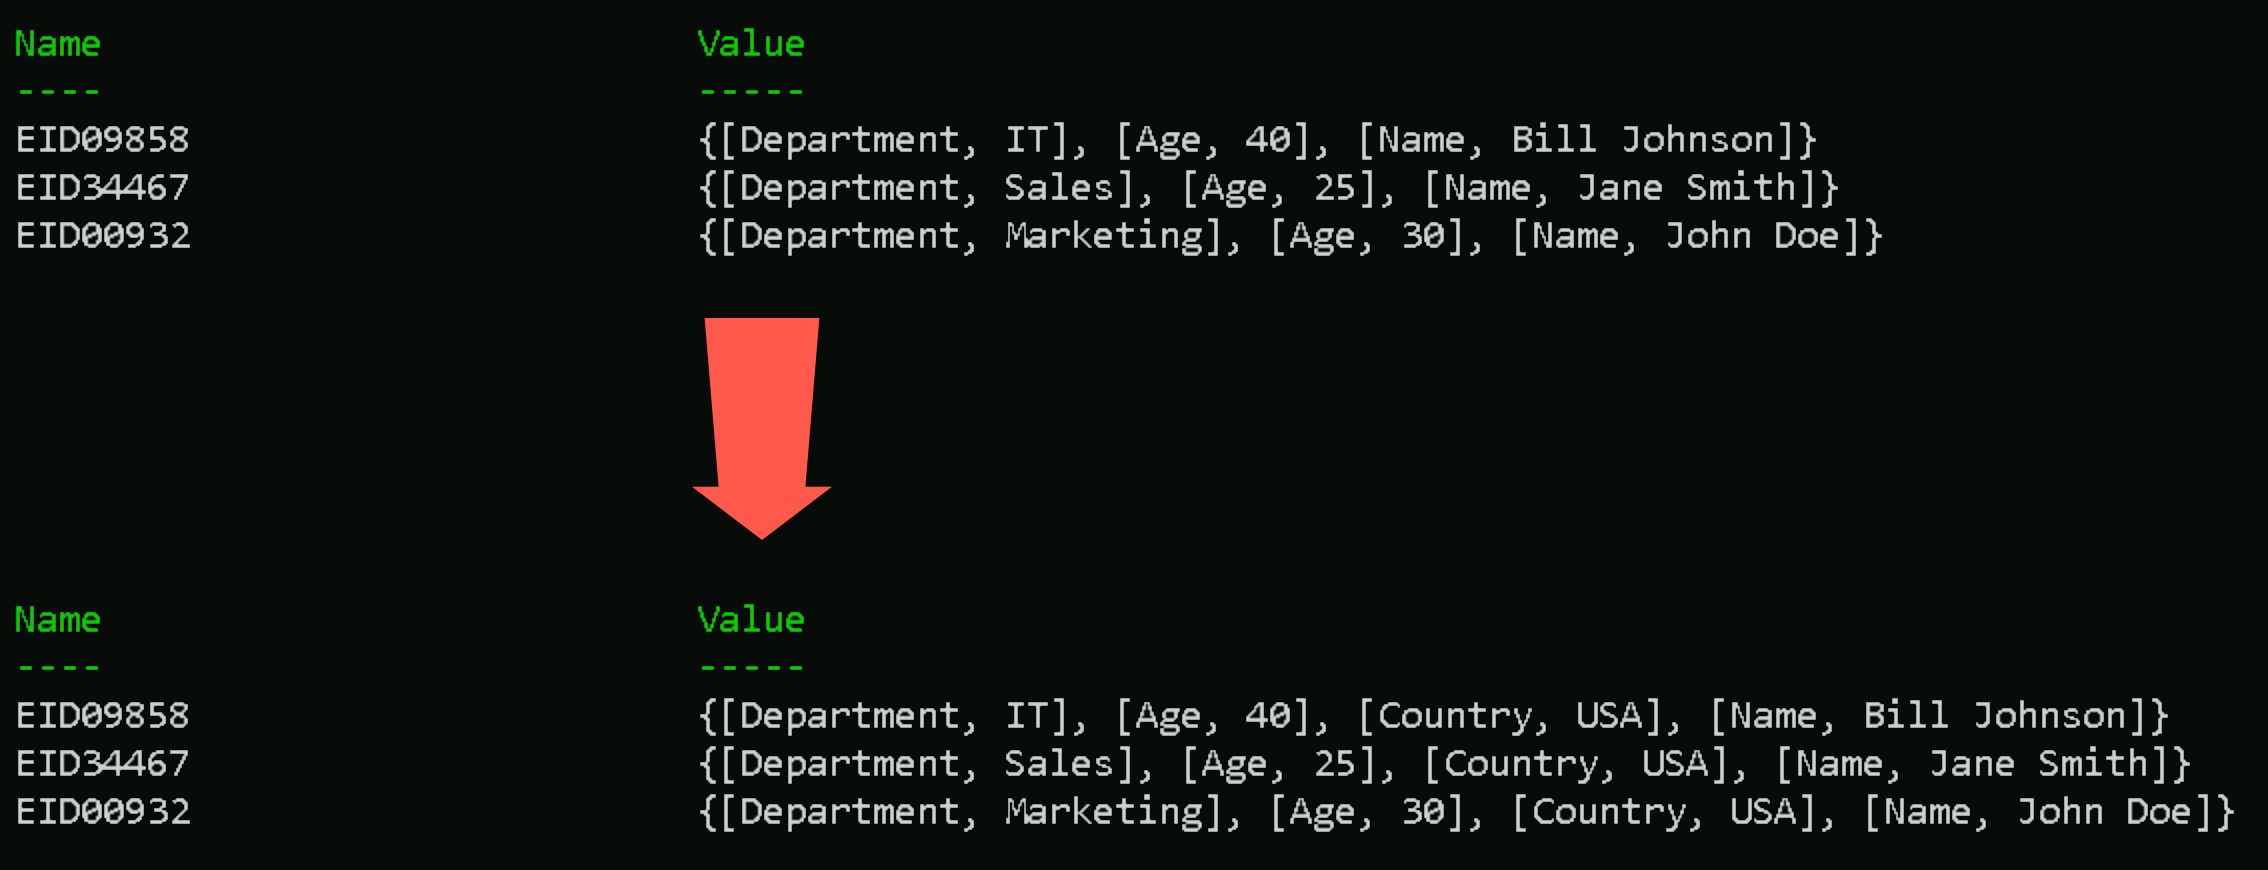 Name Value
---- -----
EID09858 {[Department, IT], [Age, 40], [Name, Bill Johnson]}
EID34467 {[Department, Sales], [Age, 25], [Name, Jane Smith]}
EID00932 {[Department, Marketing], [Age, 30], [Name, John Doe]}
Name Value
---- -----
EID09858 {[Department, IT], [Age, 40], [Country, USA], [Name, Bill Johnson]}
EID34467 {[Department, Sales], [Age, 25], [Country, USA], [Name, Jane Smith]}
EID00932 {[Department, Marketing], [Age, 30], [Country, USA], [Name, John Doe]}